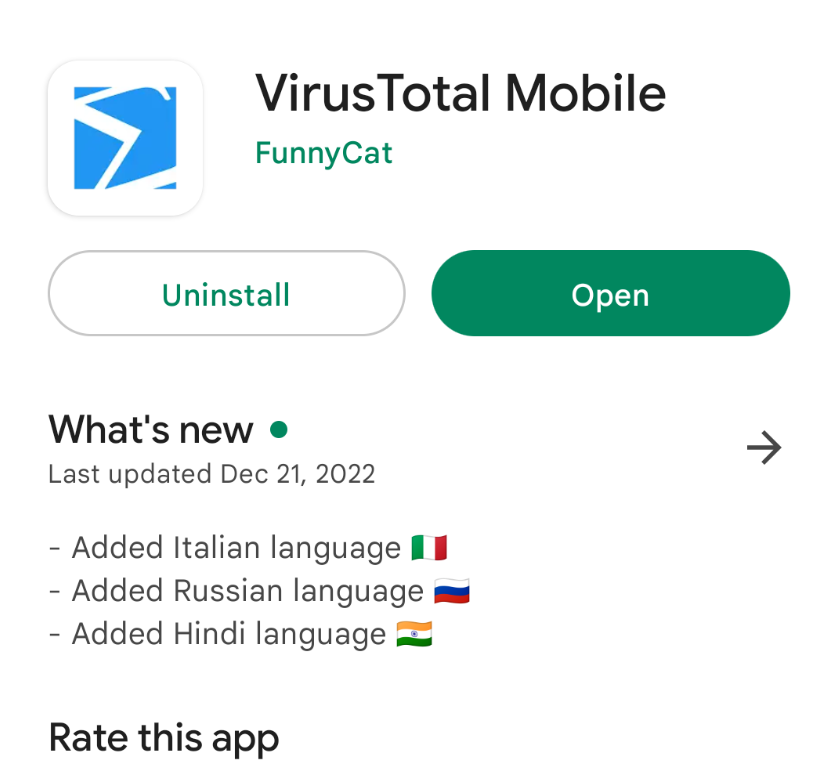 VirusTotal Mobile
FunnyCat
Uninstall
Open
What's new
Last updated Dec 21, 2022
- Added Italian language 🇮🇹
- Added Russian language 🇷🇺
- Added Hindi language 🇮🇳
Rate this app